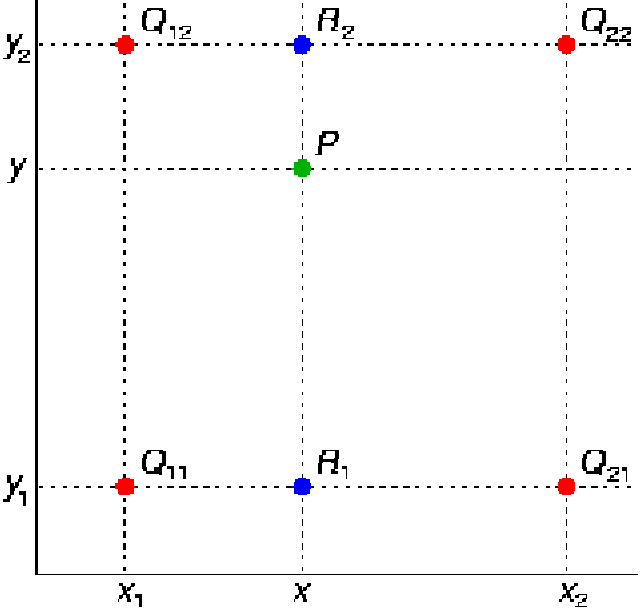 Q₁₂ R₂ Q₂₂
y₂
P
y
Q₁₁ R₁ Q₂₁
y₁
x₁ x x₂